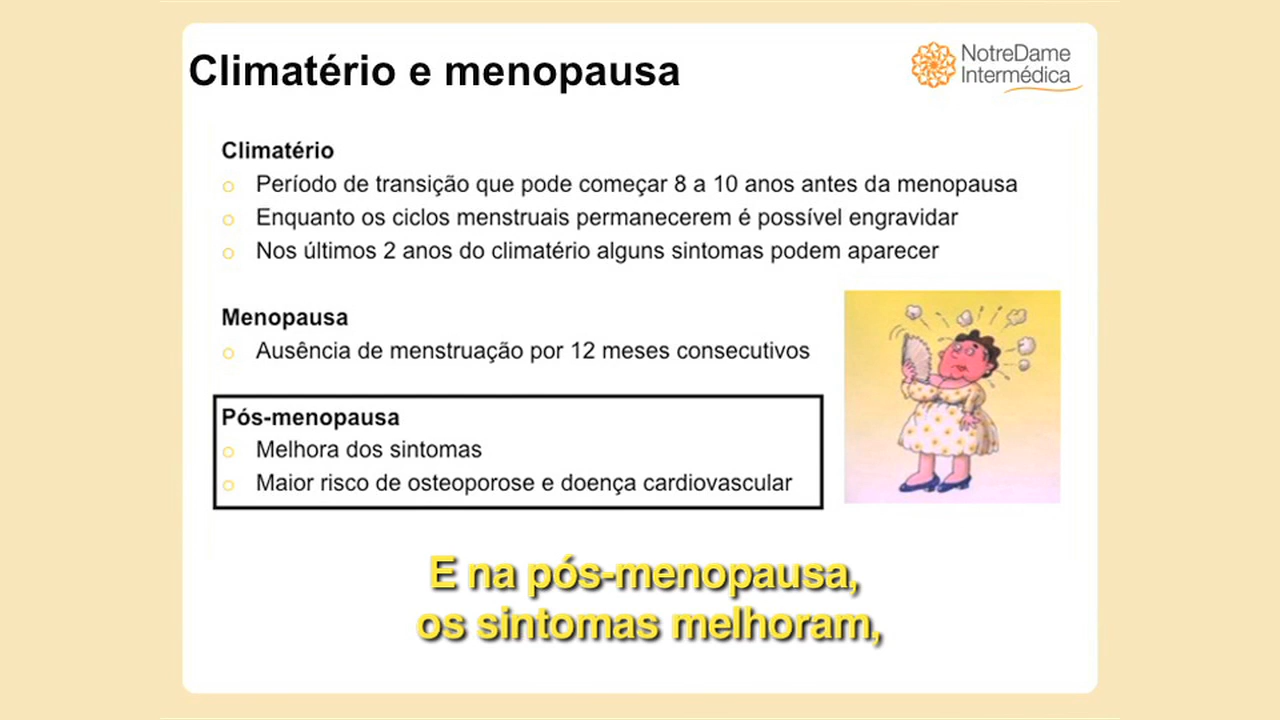 Climatério e menopausa
NotreDame
Intermédica
Climatério
Período de transição que pode começar 8 a 10 anos antes da menopausa
Enquanto os ciclos menstruais permanecerem é possível engravidar
Nos últimos 2 anos do climatério alguns sintomas podem aparecer
Menopausa
Ausência de menstruação por 12 meses consecutivos
Pós-menopausa
Melhora dos sintomas
Maior risco de osteoporose e doença cardiovascular
E na pós-menopausa,
os sintomas melhoram,